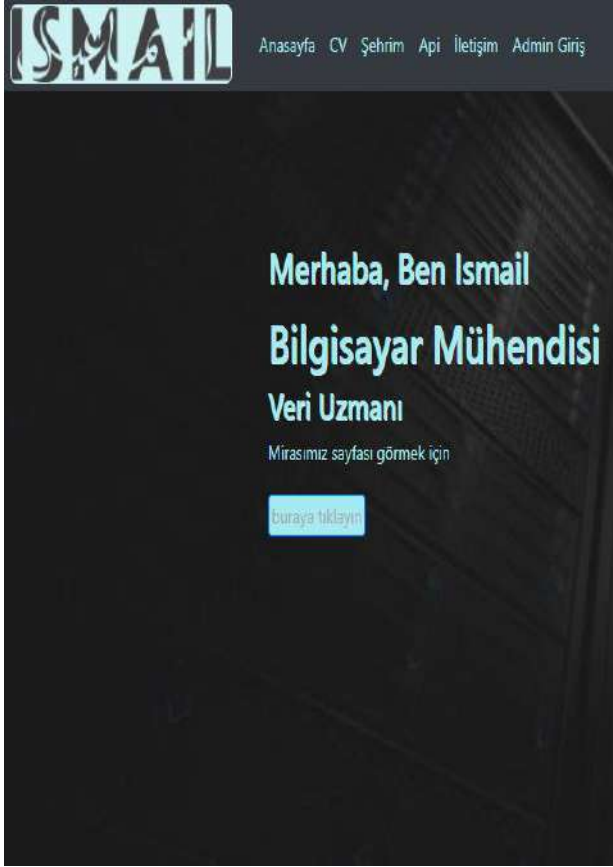 ISMAIL
Anasayfa CV Şehrim Api İletişim Admin Giriş
Merhaba, Ben Ismail
Bilgisayar Mühendisi
Veri Uzmanı
Mirasımız sayfası görmek için
buraya tıklayın